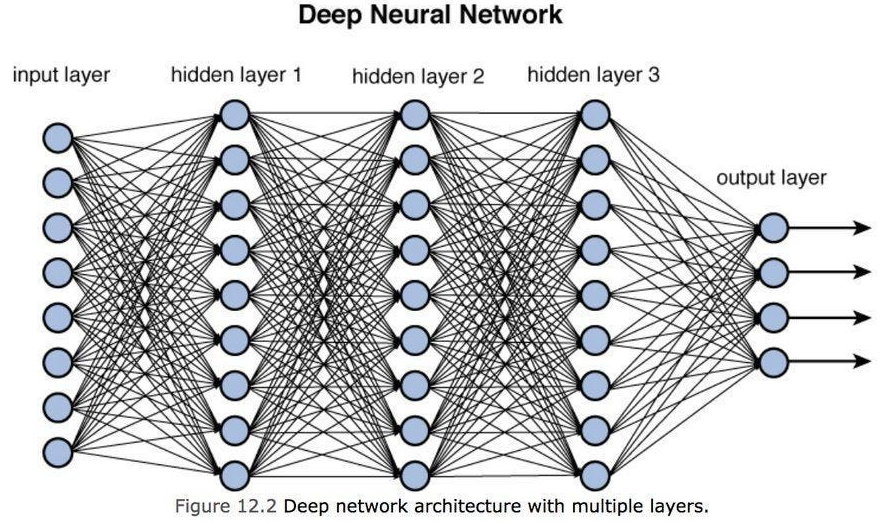 Deep Neural Network
input layer
hidden layer 1
hidden layer 2
hidden layer 3
output layer
Figure 12.2 Deep network architecture with multiple layers.